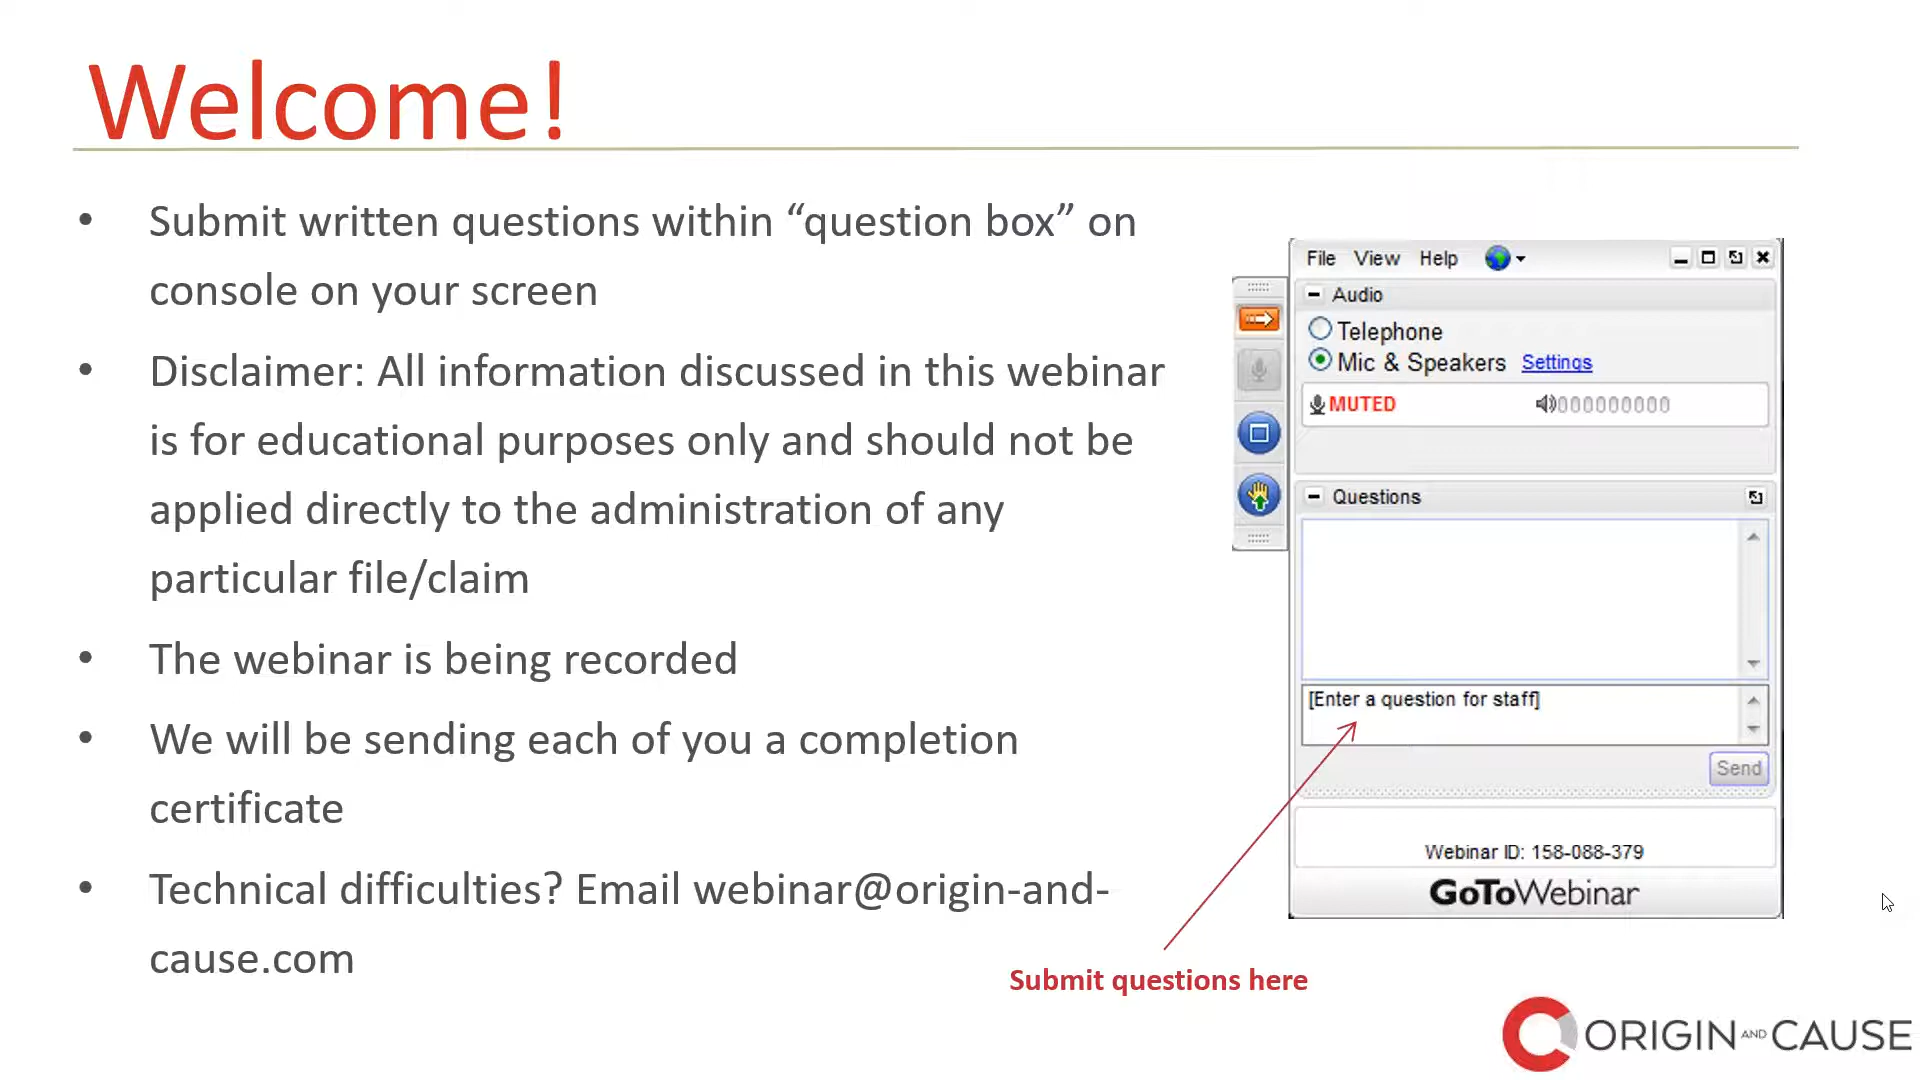 Welcome!
• Submit written questions within “question box” on
console on your screen
• Disclaimer: All information discussed in this webinar
is for educational purposes only and should not be
applied directly to the administration of any
particular file/claim
• The webinar is being recorded
• We will be sending each of you a completion
certificate
• Technical difficulties? Email webinar@origin-and-
cause.com
File View Help
Audio
Telephone
Mic & Speakers Settings
MUTED 000000000
Questions
[Enter a question for staff]
Send
Webinar ID: 158-088-379
GoToWebinar
Submit questions here
ORIGIN AND CAUSE